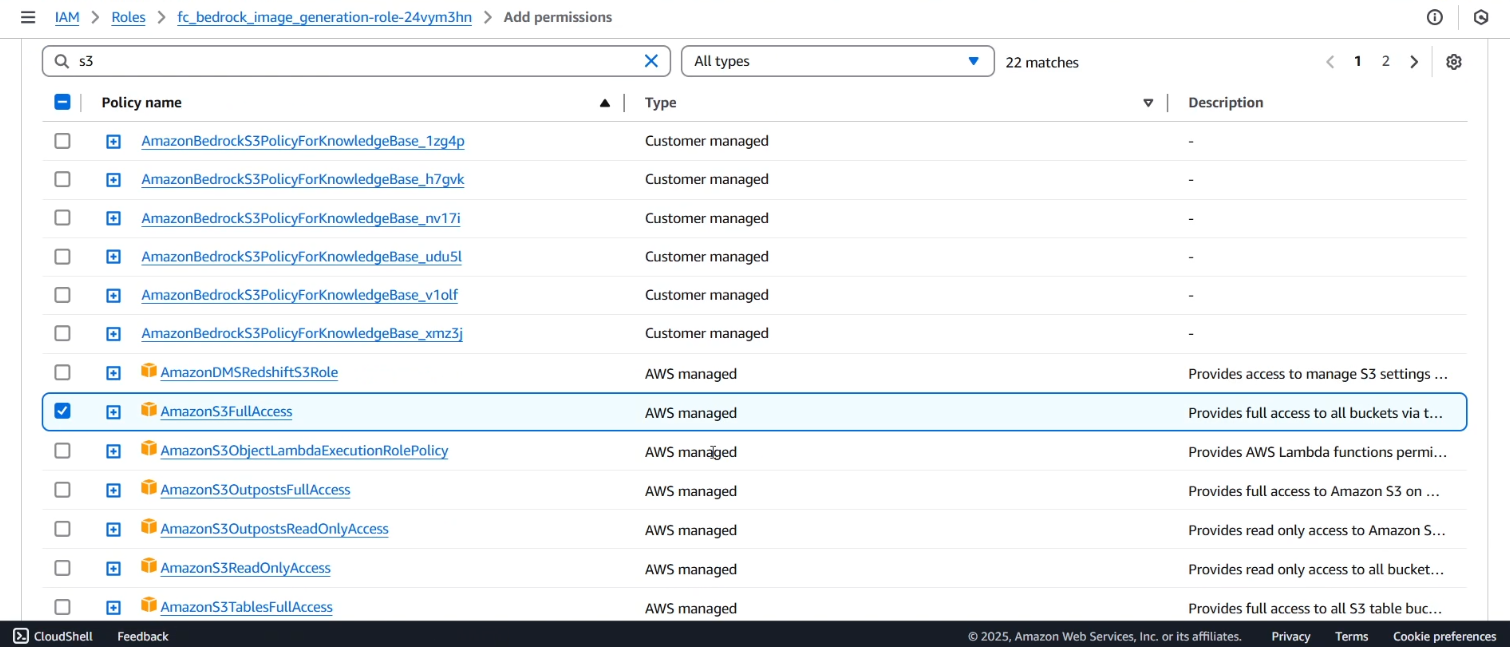 IAM > Roles > fc_bedrock_image_generation-role-24vym3hn > Add permissions
s3 All types 22 matches 1 2
Policy name Type Description
AmazonBedrockS3PolicyForKnowledgeBase_1zg4p Customer managed -
AmazonBedrockS3PolicyForKnowledgeBase_h7gvk Customer managed -
AmazonBedrockS3PolicyForKnowledgeBase_nv17i Customer managed -
AmazonBedrockS3PolicyForKnowledgeBase_udu5l Customer managed -
AmazonBedrockS3PolicyForKnowledgeBase_v1olf Customer managed -
AmazonBedrockS3PolicyForKnowledgeBase_xmz3j Customer managed -
AmazonDMSRedshiftS3Role AWS managed Provides access to manage S3 settings ...
AmazonS3FullAccess AWS managed Provides full access to all buckets via t...
AmazonS3ObjectLambdaExecutionRolePolicy AWS managed Provides AWS Lambda functions permi...
AmazonS3OutpostsFullAccess AWS managed Provides full access to Amazon S3 on ...
AmazonS3OutpostsReadOnlyAccess AWS managed Provides read only access to Amazon S...
AmazonS3ReadOnlyAccess AWS managed Provides read only access to all bucket...
AmazonS3TablesFullAccess AWS managed Provides full access to all S3 table buc...
CloudShell Feedback © 2025, Amazon Web Services, Inc. or its affiliates. Privacy Terms Cookie preferences